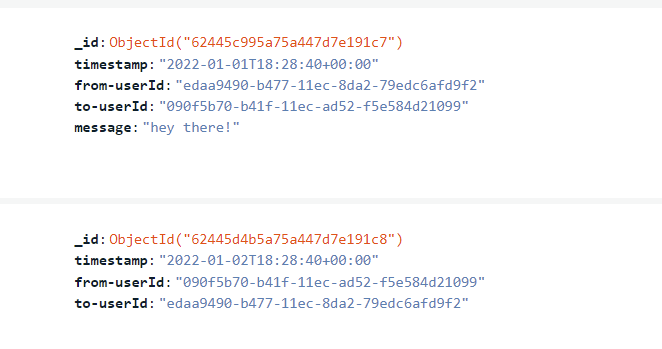 _id: ObjectId("62445c995a75a447d7e191c7")
timestamp: "2022-01-01T18:28:40+00:00"
from-userId: "edaa9490-b477-11ec-8da2-79edc6afd9f2"
to-userId: "090f5b70-b41f-11ec-ad52-f5e584d21099"
message: "hey there!"
_id: ObjectId("62445d4b5a75a447d7e191c8")
timestamp: "2022-01-02T18:28:40+00:00"
from-userId: "090f5b70-b41f-11ec-ad52-f5e584d21099"
to-userId: "edaa9490-b477-11ec-8da2-79edc6afd9f2"